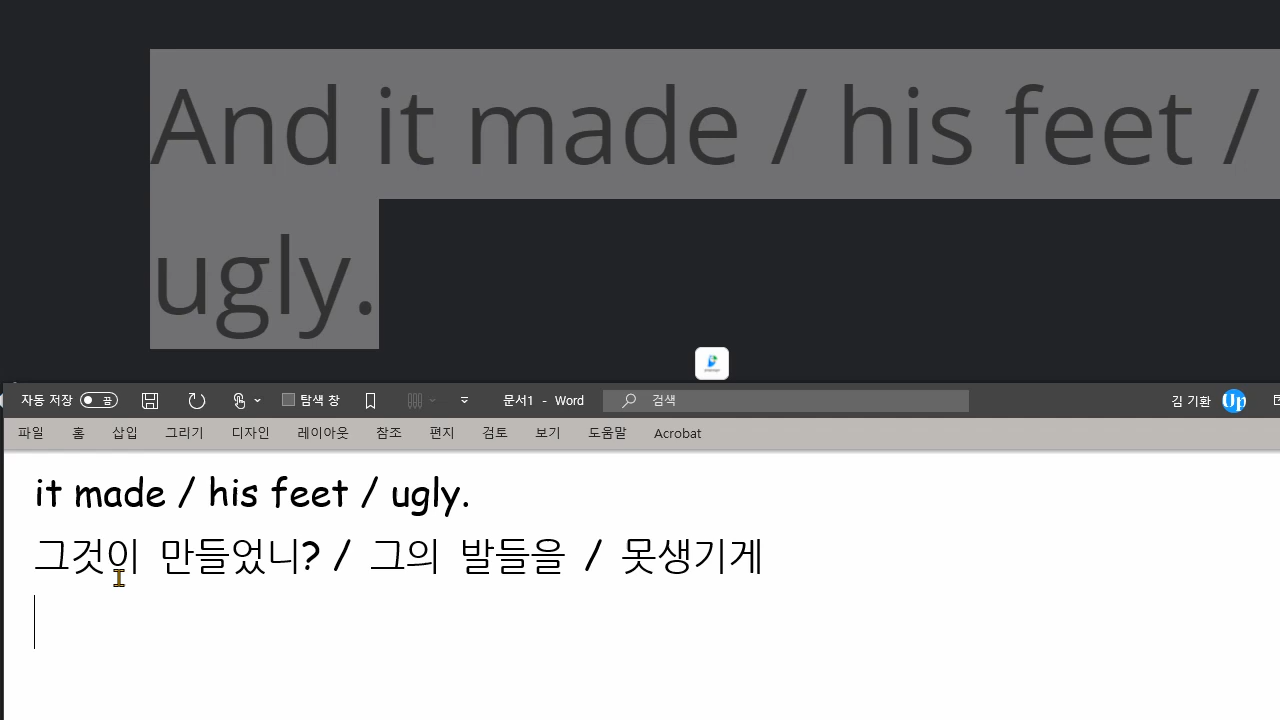 And it made / his feet /
ugly.
자동 저장 끔 탐색 창 문서1 - Word 검색 김 기환 Up
파일 홈 삽입 그리기 디자인 레이아웃 참조 편지 검토 보기 도움말 Acrobat
it made / his feet / ugly.
그것이 만들었니? / 그의 발들을 / 못생기게